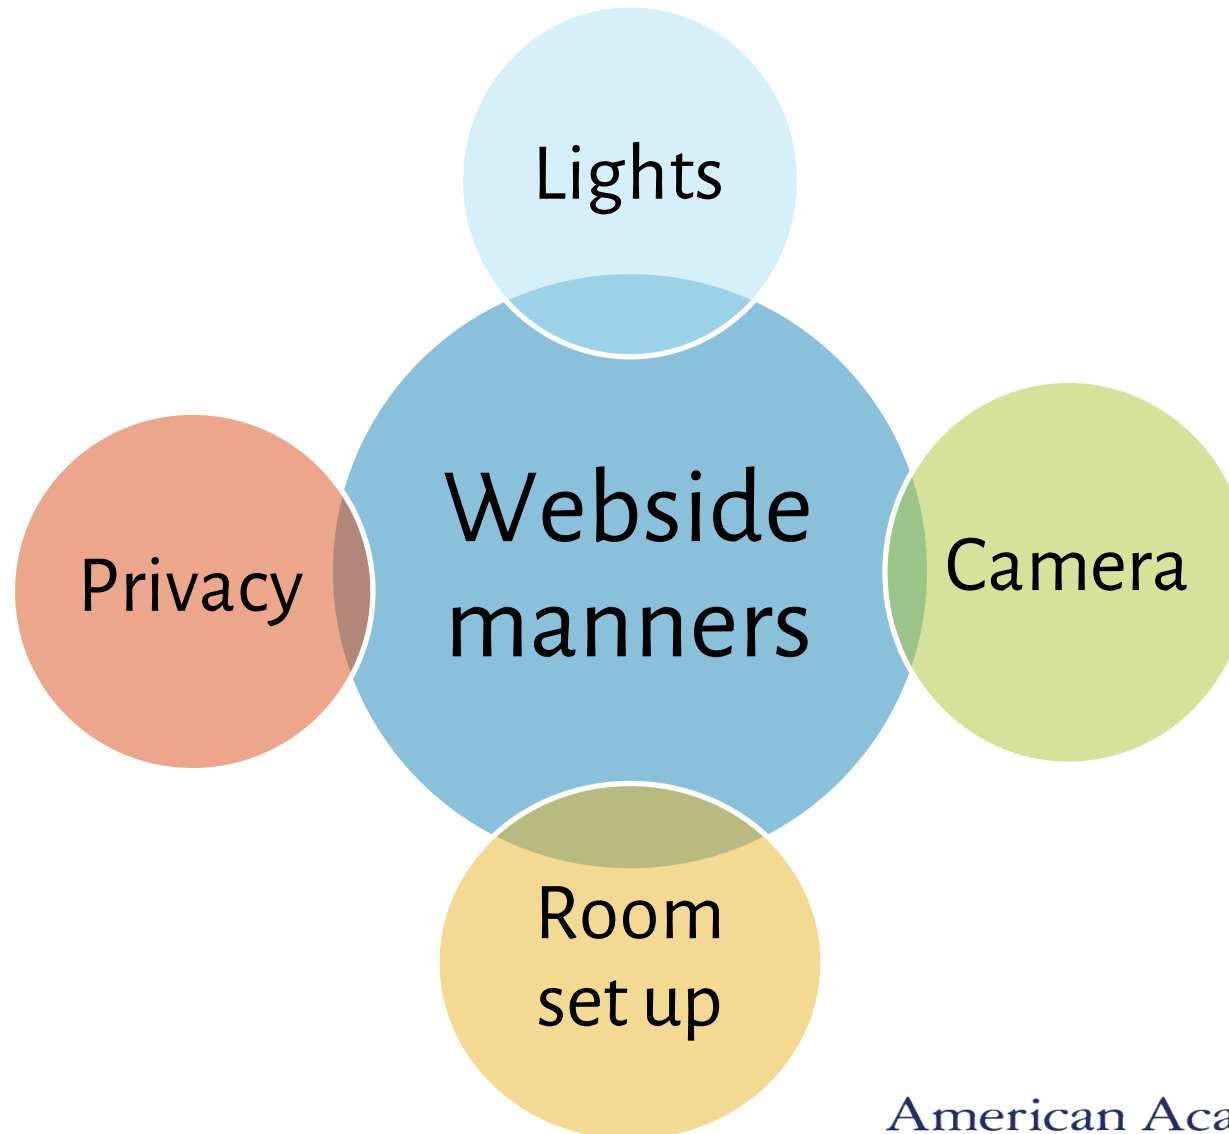 Lights
Webside
manners
Privacy
Camera
Room
set up
American Aca